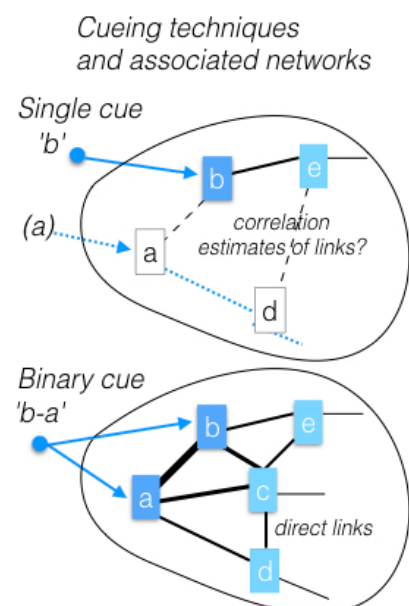 Cueing techniques
and associated networks
Single cue
'b'
b
e
(a)
correlation
estimates of links?
a
d
Binary cue
'b-a'
b
e
a
c
direct links
d